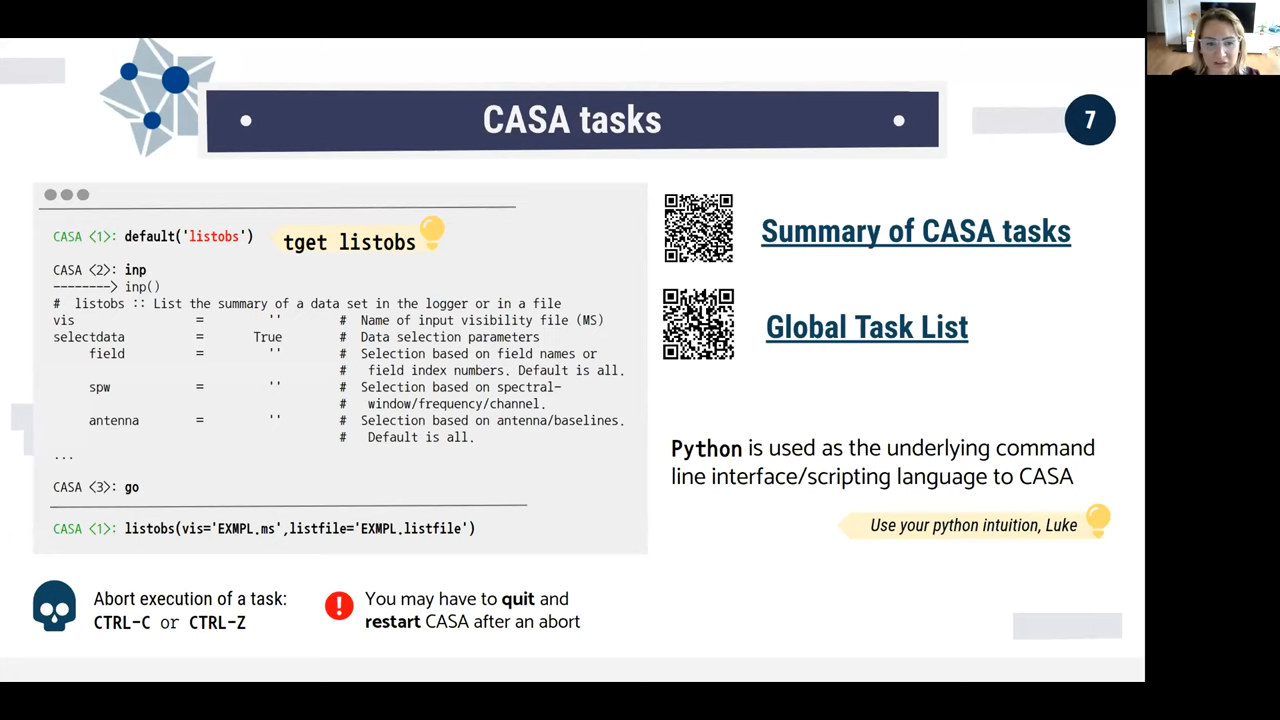 CASA tasks
7
CASA <1>: default('listobs')
tget listobs
CASA <2>: inp
--------> inp()
# listobs :: List the summary of a data set in the logger or in a file
vis = '' # Name of input visibility file (MS)
selectdata = True # Data selection parameters
field = '' # Selection based on field names or
# field index numbers. Default is all.
spw = '' # Selection based on spectral-
# window/frequency/channel.
antenna = '' # Selection based on antenna/baselines.
# Default is all.
...
CASA <3>: go
CASA <1>: listobs(vis='EXMPL.ms',listfile='EXMPL.listfile')
Summary of CASA tasks
Global Task List
Python is used as the underlying command
line interface/scripting language to CASA
Use your python intuition, Luke
Abort execution of a task:
CTRL-C or CTRL-Z
!
You may have to quit and
restart CASA after an abort